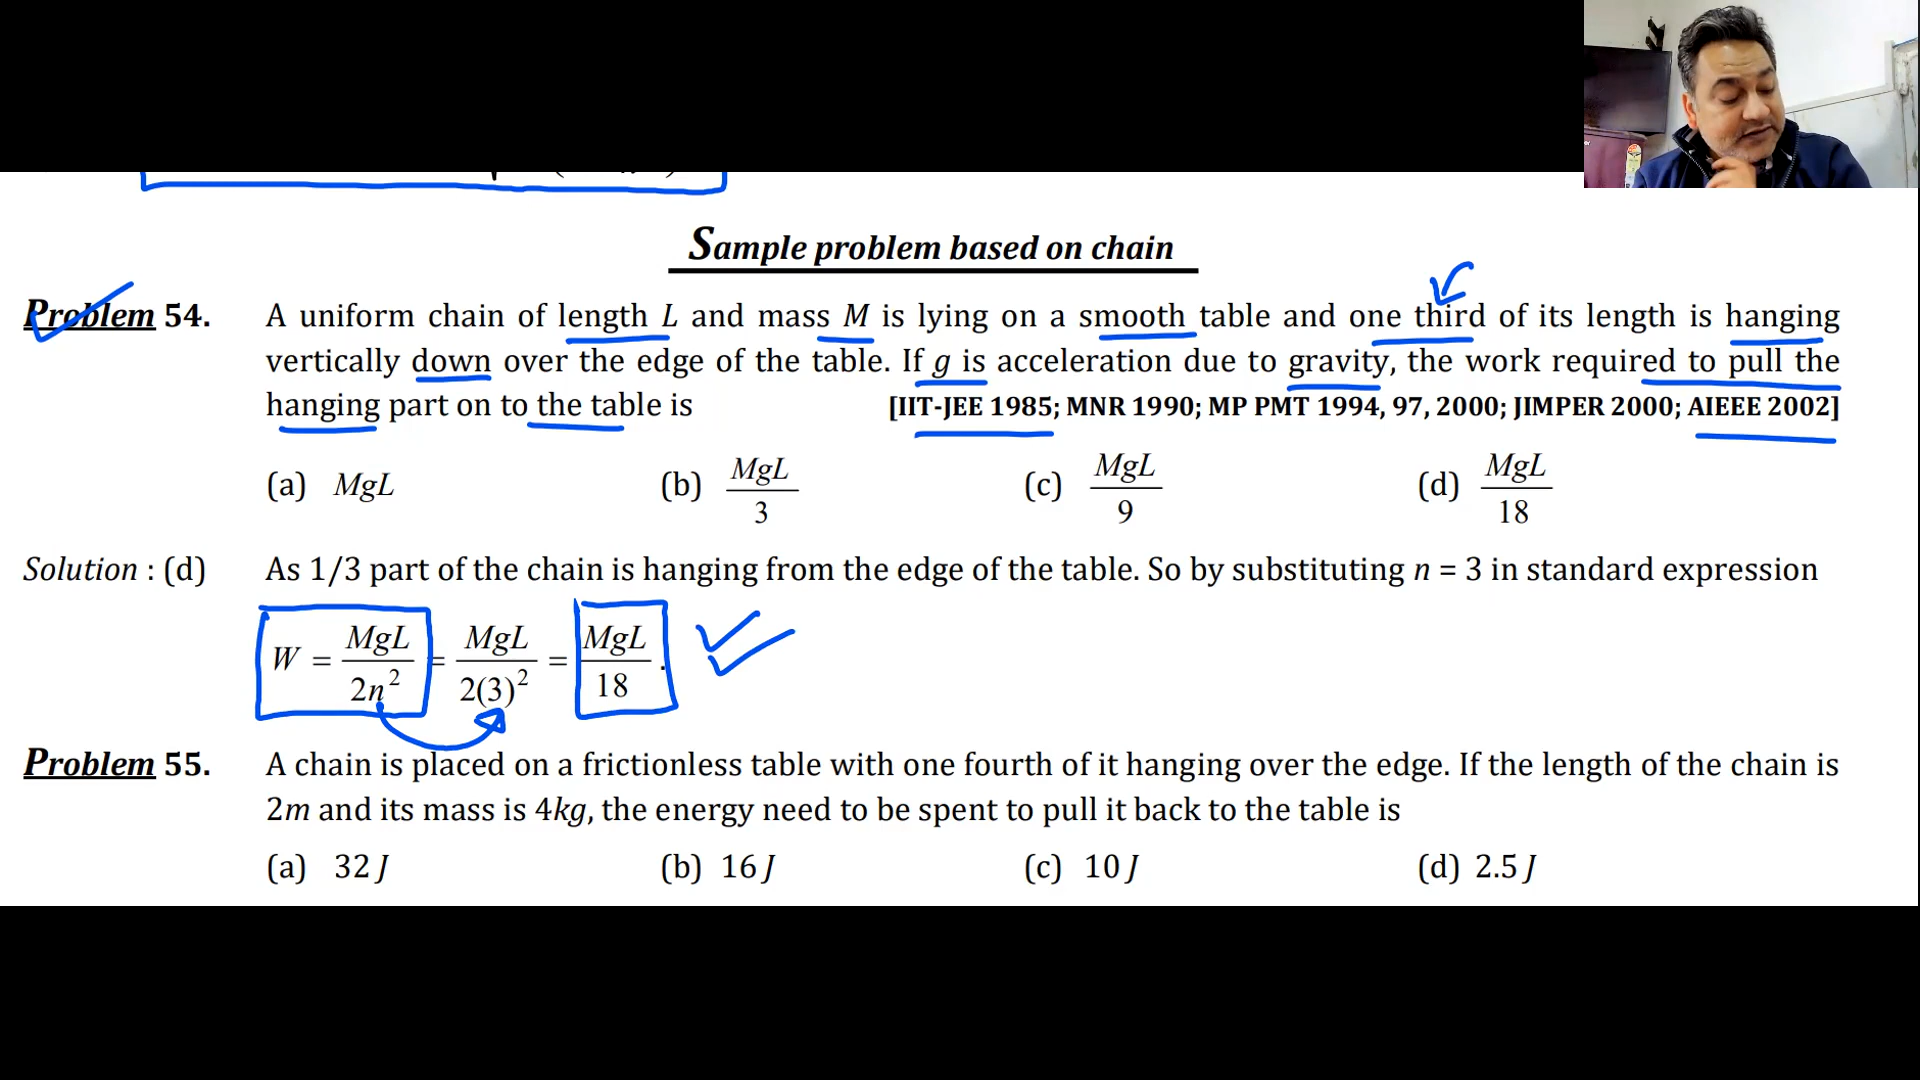 Sample problem based on chain
Problem 54. A uniform chain of length L and mass M is lying on a smooth table and one third of its length is hanging
vertically down over the edge of the table. If g is acceleration due to gravity, the work required to pull the
hanging part on to the table is [IIT-JEE 1985; MNR 1990; MP PMT 1994, 97, 2000; JIMPER 2000; AIEEE 2002]
(a) MgL (b) MgL/3 (c) MgL/9 (d) MgL/18
Solution : (d) As 1/3 part of the chain is hanging from the edge of the table. So by substituting n = 3 in standard expression
W = MgL/2n² = MgL/2(3)² = MgL/18.
Problem 55. A chain is placed on a frictionless table with one fourth of it hanging over the edge. If the length of the chain is
2m and its mass is 4kg, the energy need to be spent to pull it back to the table is
(a) 32 J (b) 16 J (c) 10 J (d) 2.5 J